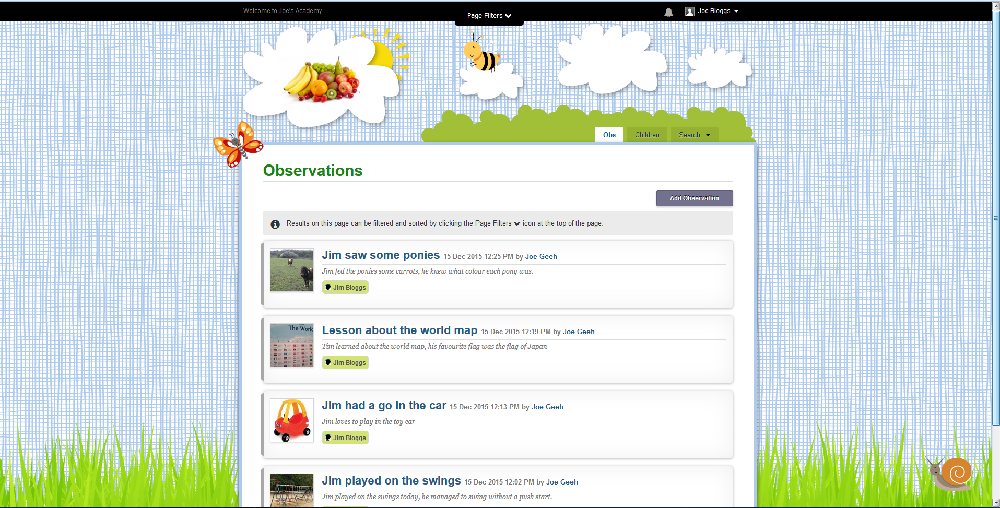 Welcome to Joe's Academy
Page Filters
Joe Bloggs
Obs
Children
Search
Observations
Add Observation
Results on this page can be filtered and sorted by clicking the Page Filters icon at the top of the page.
Jim saw some ponies 15 Dec 2015 12:25 PM by Joe Geeh
Jim fed the ponies some carrots, he knew what colour each pony was.
Jim Bloggs
The World
Lesson about the world map 15 Dec 2015 12:19 PM by Joe Geeh
Tim learned about the world map, his favourite flag was the flag of Japan
Jim Bloggs
Jim had a go in the car 15 Dec 2015 12:13 PM by Joe Geeh
Jim loves to play in the toy car
Jim Bloggs
Jim played on the swings 15 Dec 2015 12:02 PM by Joe Geeh
Jim played on the swings today, he managed to swing without a push start.